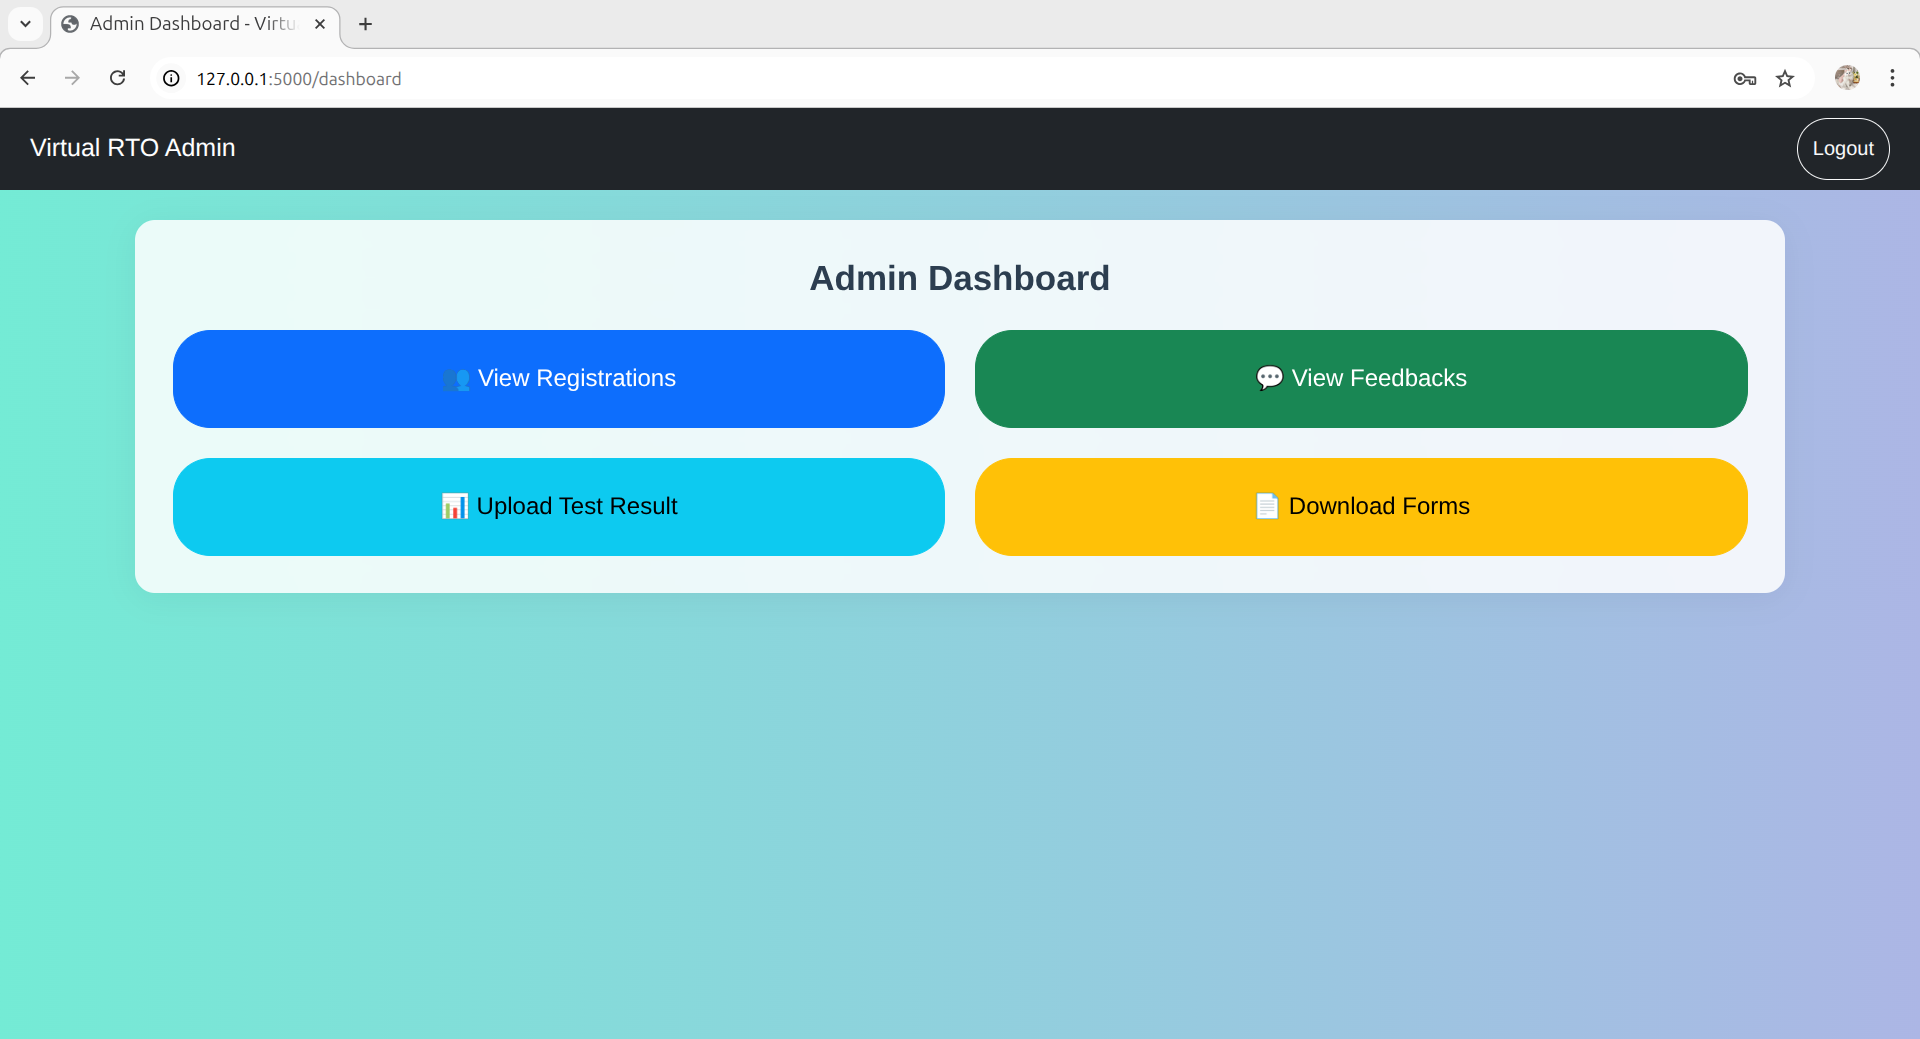 Admin Dashboard - Virtu
127.0.0.1:5000/dashboard
Virtual RTO Admin
Logout
Admin Dashboard
View Registrations
View Feedbacks
Upload Test Result
Download Forms